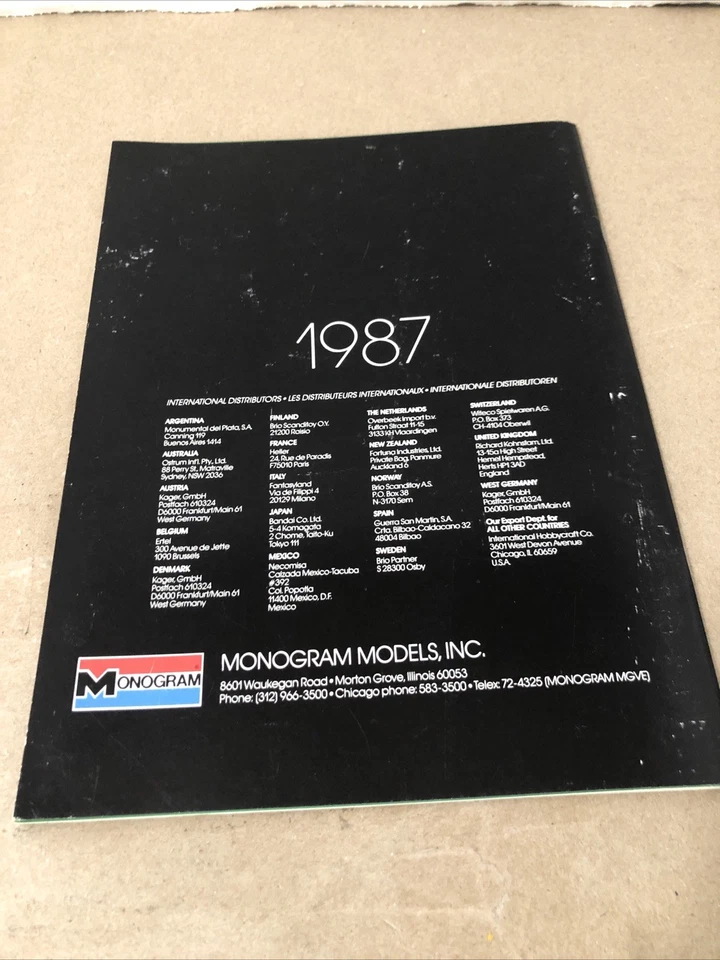 1987
INTERNATIONAL DISTRIBUTORS • LES DISTRIBUTEURS INTERNATIONAUX • INTERNATIONALE DISTRIBUTOREN
ARGENTINA
Monumental del Plata, S.A.
Canning 119
Buenos Aires 1414
AUSTRALIA
Ostrum Intl. Pty., Ltd.
88 Perry St., Matraville
Sydney, NSW 2036
AUSTRIA
Kager, GmbH
Postfach 610324
D6000 Frankfurt/Main 61
West Germany
BELGIUM
Ertel
300 Avenue de Jette
1090 Brussels
DENMARK
Kager, GmbH
Postfach 610324
D6000 Frankfurt/Main 61
West Germany
FINLAND
Brio Scanditoy O.Y.
21200 Raisio
FRANCE
Heller
24, Rue de Paradis
F75010 Paris
ITALY
Fantasyland
Via de Filippi 4
20129 Milano
JAPAN
Bandai Co. Ltd.
5-4 Komagata
2 Chome, Taito-Ku
Tokyo 111
MEXICO
Necomisa
Calzada Mexico-Tacuba
#392
Col. Popotla
11400 Mexico, D.F.
Mexico
THE NETHERLANDS
Overbeek Import b.v.
Fulton Straat 11-15
3133 KH Vlaardingen
NEW ZEALAND
Fortuna Industries, Ltd.
Private Bag, Panmure
Auckland 6
NORWAY
Brio Scanditoy A.S.
P.O. Box 38
N-3170 Sem
SPAIN
Guerra San Martin, S.A.
Crta. Bilbao-Galdacano 32
48004 Bilbao
SWEDEN
Brio Partner
S 28300 Osby
SWITZERLAND
Witeco Spielwaren A.G.
P.O. Box 373
CH-4104 Oberwil
UNITED KINGDOM
Richard Kohnstam, Ltd.
13-15a High Street
Hemel Hempstead,
Herts HP1 3AD
England
WEST GERMANY
Kager, GmbH
Postfach 610324
D6000 Frankfurt/Main 61
Our Export Dept. for
ALL OTHER COUNTRIES
International Hobbycraft Co.
3601 West Devon Avenue
Chicago, IL 60659
U.S.A.
MONOGRAM
MONOGRAM MODELS, INC.
8601 Waukegan Road • Morton Grove, Illinois 60053
Phone: (312) 966-3500 • Chicago phone: 583-3500 • Telex: 72-4325 (MONOGRAM MGVE)